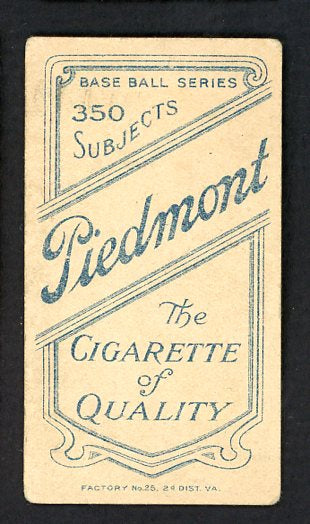 BASE BALL SERIES
350
SUBJECTS
Piedmont
The
CIGARETTE
of
QUALITY
FACTORY No. 25, 2d DIST. VA.